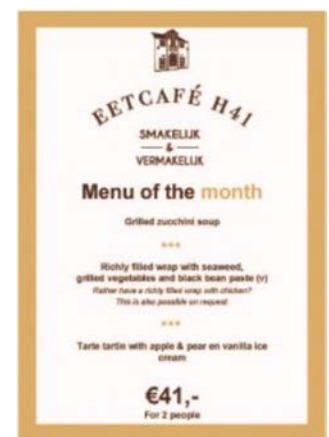 EETCAFÉ H41
SMAKELIJK
&
VERMAKELIJK
Menu of the month
Grilled zucchini soup
***
Richly filled wrap with seaweed,
grilled vegetables and black bean paste (v)
Rather have a richly filled wrap with chicken?
This is also possible on request
***
Tarte tartin with apple & pear en vanilla ice
cream
€41,-
For 2 people